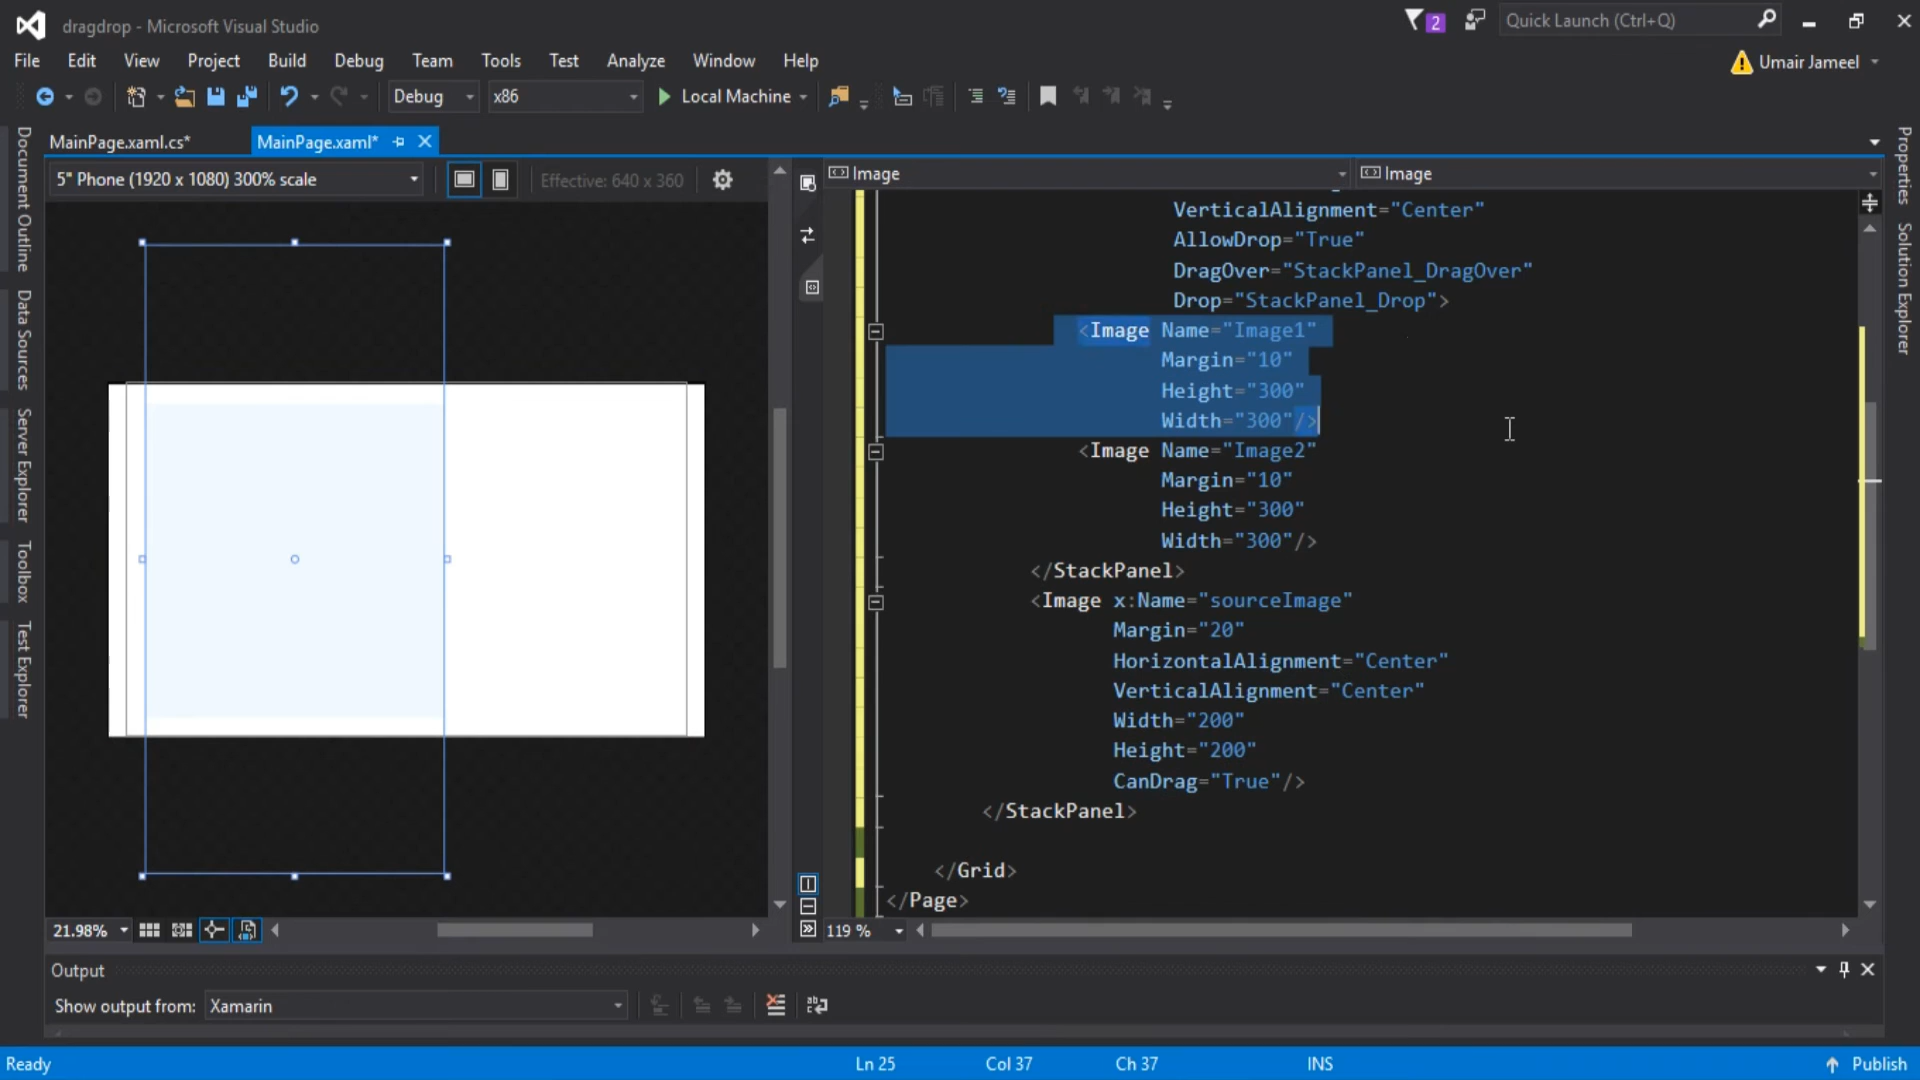 dragdrop - Microsoft Visual Studio
2
Quick Launch (Ctrl+Q)
File Edit View Project Build Debug Team Tools Test Analyze Window Help
Umair Jameel
Debug x86 Local Machine
MainPage.xaml.cs* MainPage.xaml*
5" Phone (1920 x 1080) 300% scale Effective: 640 x 360
Image Image
Document Outline
Data Sources
Server Explorer
Toolbox
Test Explorer
Properties
Solution Explorer
VerticalAlignment="Center"
AllowDrop="True"
DragOver="StackPanel_DragOver"
Drop="StackPanel_Drop">
<Image Name="Image1"
Margin="10"
Height="300"
Width="300"/>
<Image Name="Image2"
Margin="10"
Height="300"
Width="300"/>
</StackPanel>
<Image x:Name="sourceImage"
Margin="20"
HorizontalAlignment="Center"
VerticalAlignment="Center"
Width="200"
Height="200"
CanDrag="True"/>
</StackPanel>
</Grid>
</Page>
21.98% 119 %
Output
Show output from: Xamarin
Ready Ln 25 Col 37 Ch 37 INS Publish